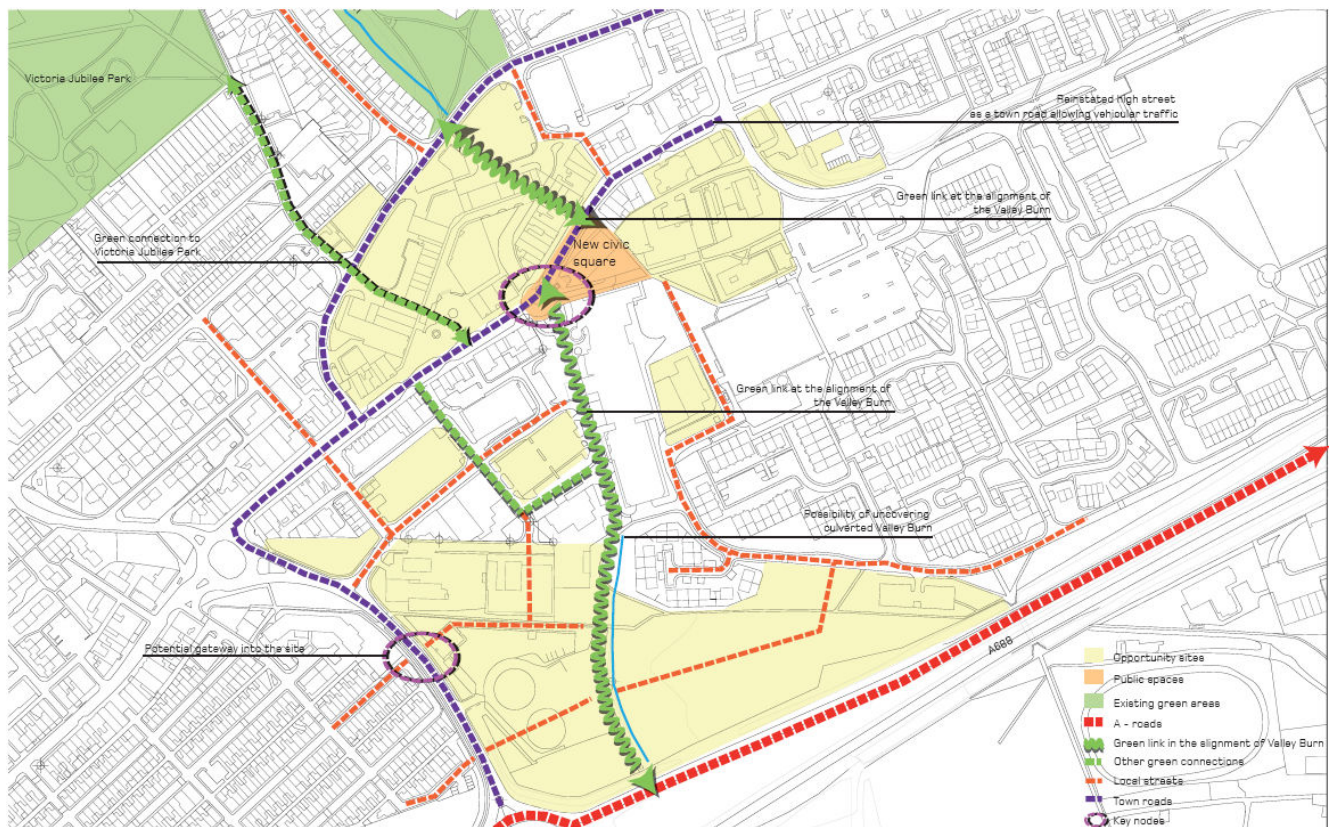 Victoria Jubilee Park
Reinstated high street
as a town road allowing vehicular traffic
Green link at the alignment of
the Valley Burn
Green connection to
Victoria Jubilee Park
New civic
square
Green link at the alignment of
the Valley Burn
Possibility of uncovering
culverted Valley Burn
Potential gateway into the site
A688
Opportunity sites
Public spaces
Existing green areas
A - roads
Green link in the alignment of Valley Burn
Other green connections
Local streets
Town roads
Key nodes